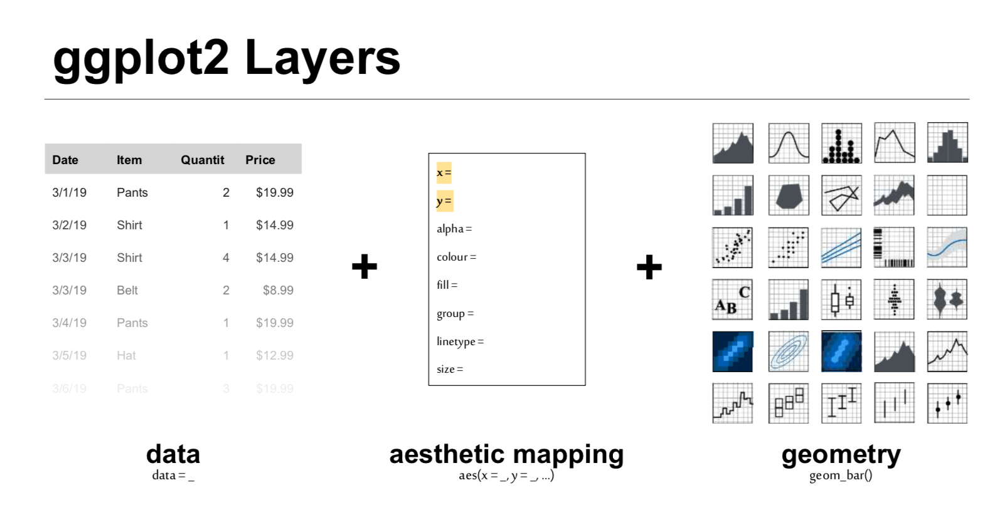 ggplot2 Layers
Date Item Quantit Price
3/1/19 Pants 2 $19.99
3/2/19 Shirt 1 $14.99
3/3/19 Shirt 4 $14.99
3/3/19 Belt 2 $8.99
3/4/19 Pants 1 $19.99
3/5/19 Hat 1 $12.99
3/6/19 Pants 3 $19.99
data
data = _
+
x =
y =
alpha =
colour =
fill =
group =
linetype =
size =
aesthetic mapping
aes(x = _, y = _, ...)
+
A B C
geometry
geom_bar()